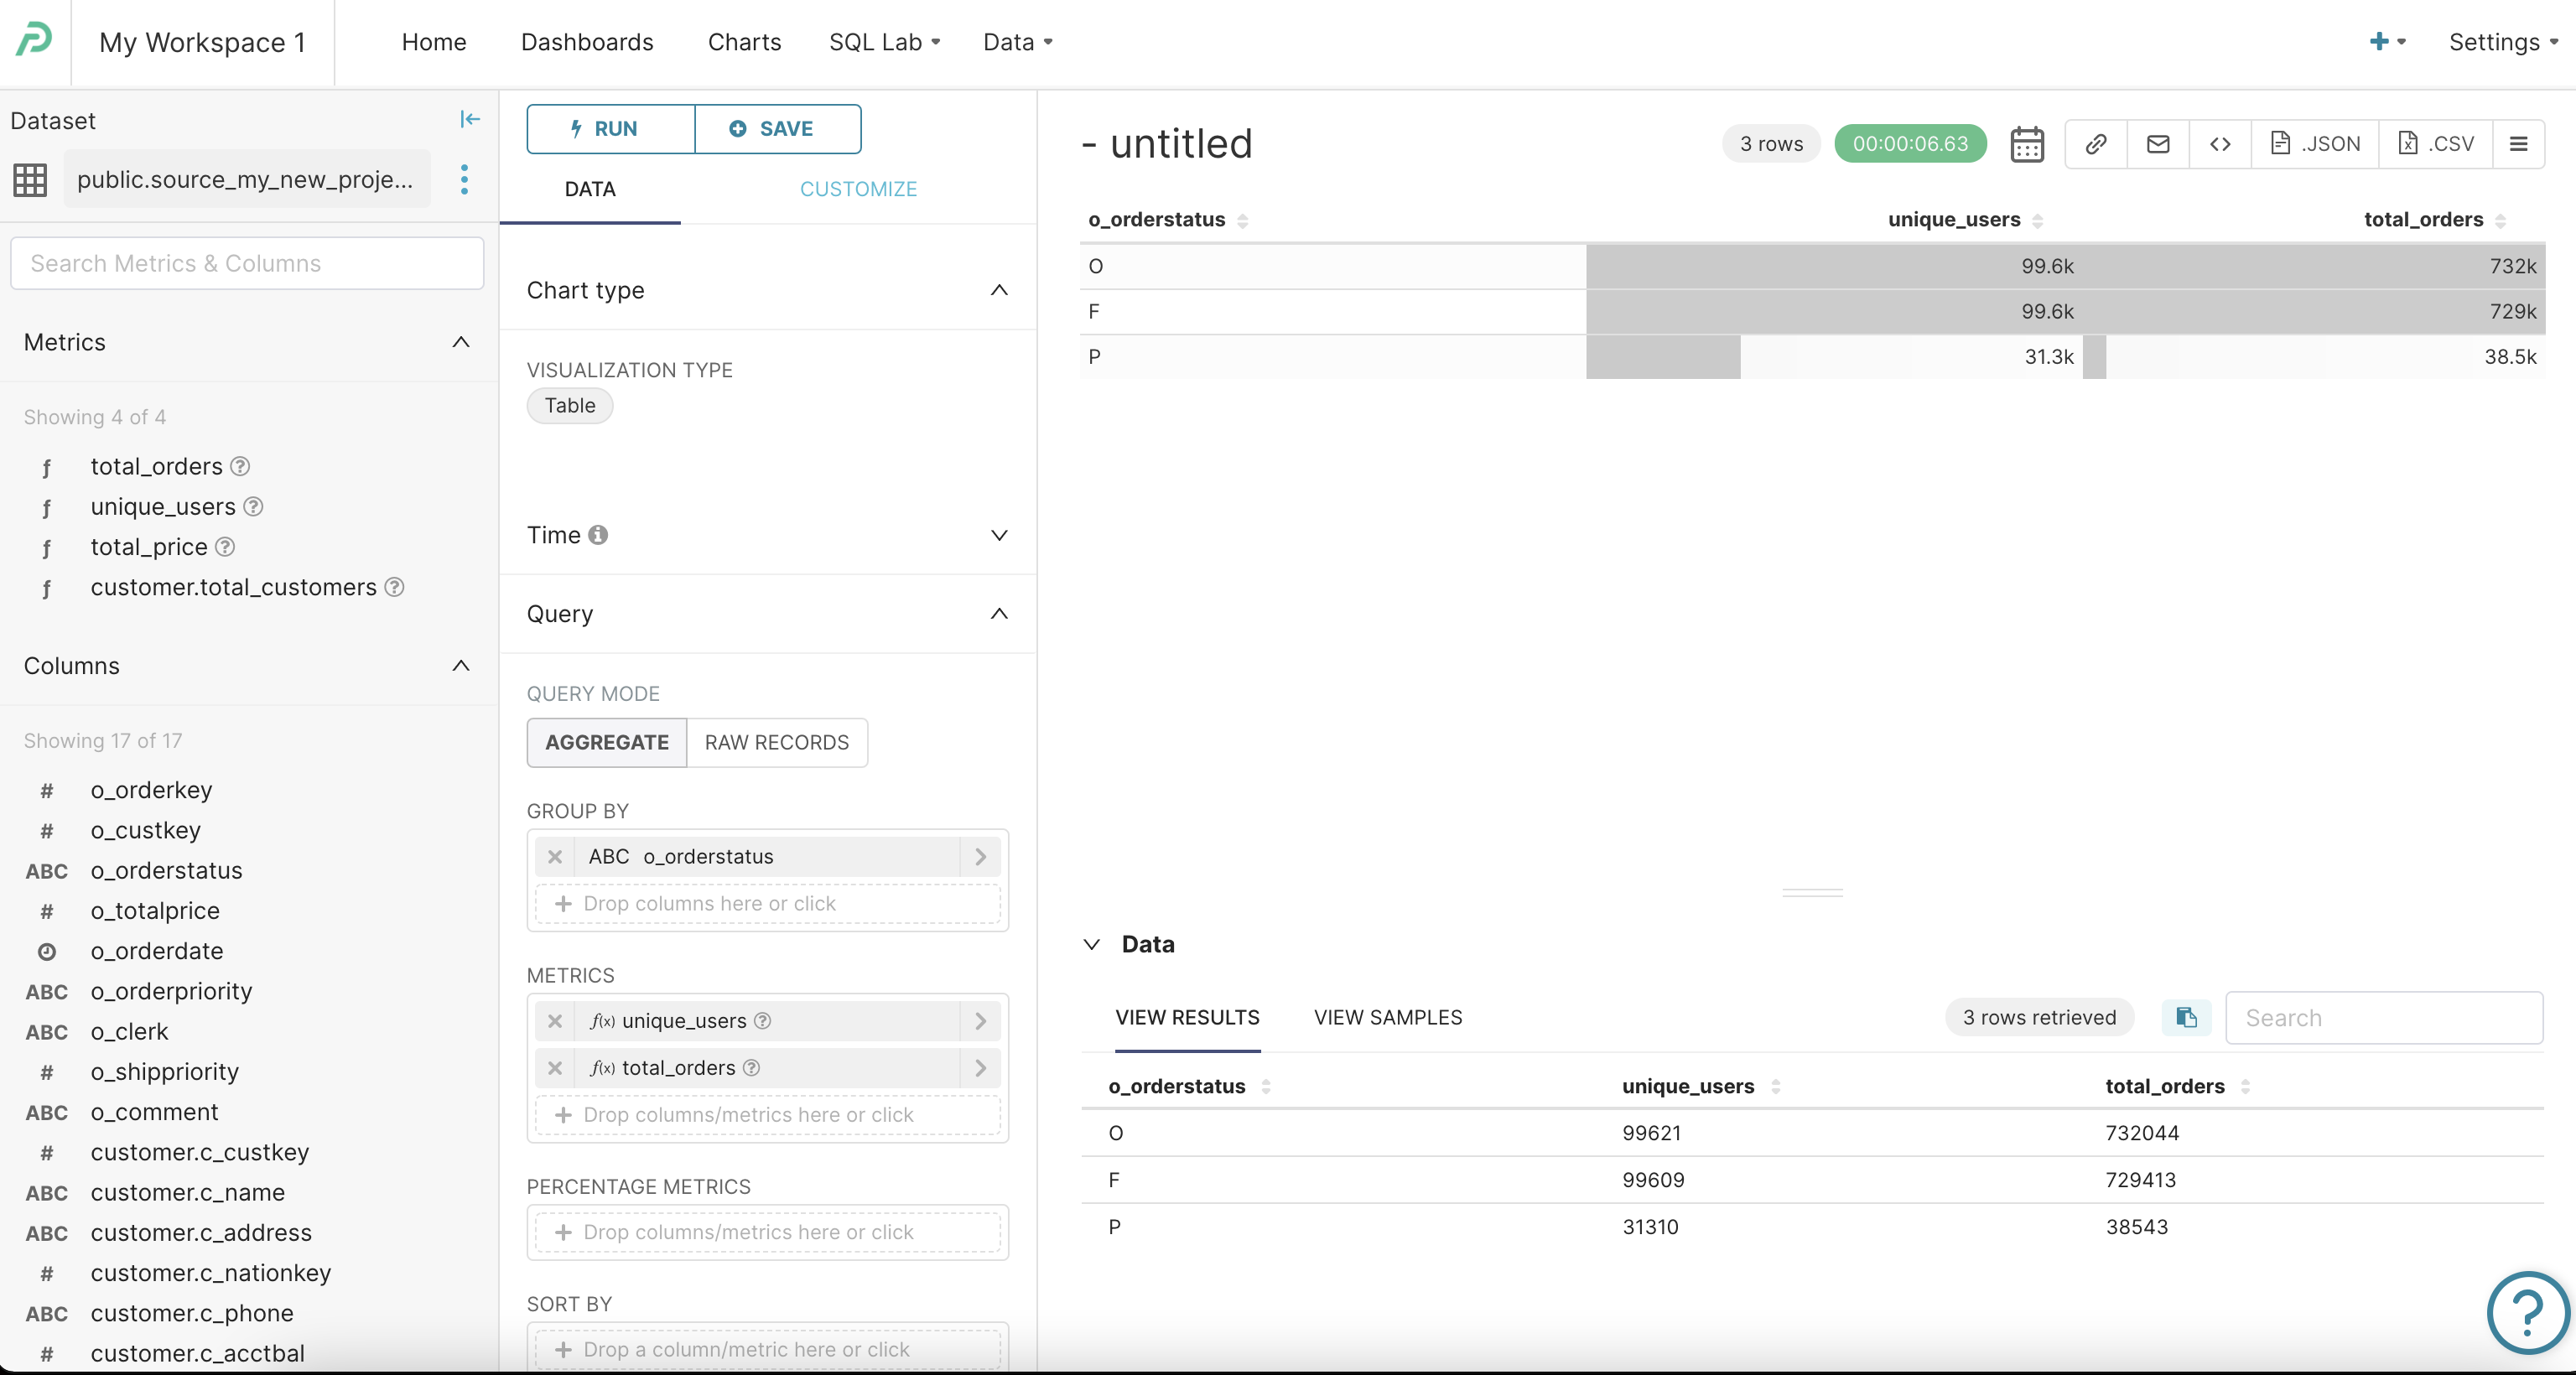 My Workspace 1
Home
Dashboards
Charts
SQL Lab
Data
Settings
Dataset
public.source_my_new_proje...
Search Metrics & Columns
Metrics
Showing 4 of 4
total_orders
unique_users
total_price
customer.total_customers
Columns
Showing 17 of 17
# o_orderkey
# o_custkey
ABC o_orderstatus
# o_totalprice
o_orderdate
ABC o_orderpriority
ABC o_clerk
# o_shippriority
ABC o_comment
# customer.c_custkey
ABC customer.c_name
ABC customer.c_address
# customer.c_nationkey
ABC customer.c_phone
# customer.c_acctbal
RUN
SAVE
DATA
CUSTOMIZE
Chart type
VISUALIZATION TYPE
Table
Time
Query
QUERY MODE
AGGREGATE
RAW RECORDS
GROUP BY
ABC o_orderstatus
+ Drop columns here or click
METRICS
f(x) unique_users
f(x) total_orders
+ Drop columns/metrics here or click
PERCENTAGE METRICS
+ Drop columns/metrics here or click
SORT BY
+ Drop a column/metric here or click
- untitled
3 rows
00:00:06.63
.JSON
.CSV
o_orderstatus unique_users total_orders
O 99.6k 732k
F 99.6k 729k
P 31.3k 38.5k
Data
VIEW RESULTS
VIEW SAMPLES
3 rows retrieved
Search
o_orderstatus unique_users total_orders
O 99621 732044
F 99609 729413
P 31310 38543